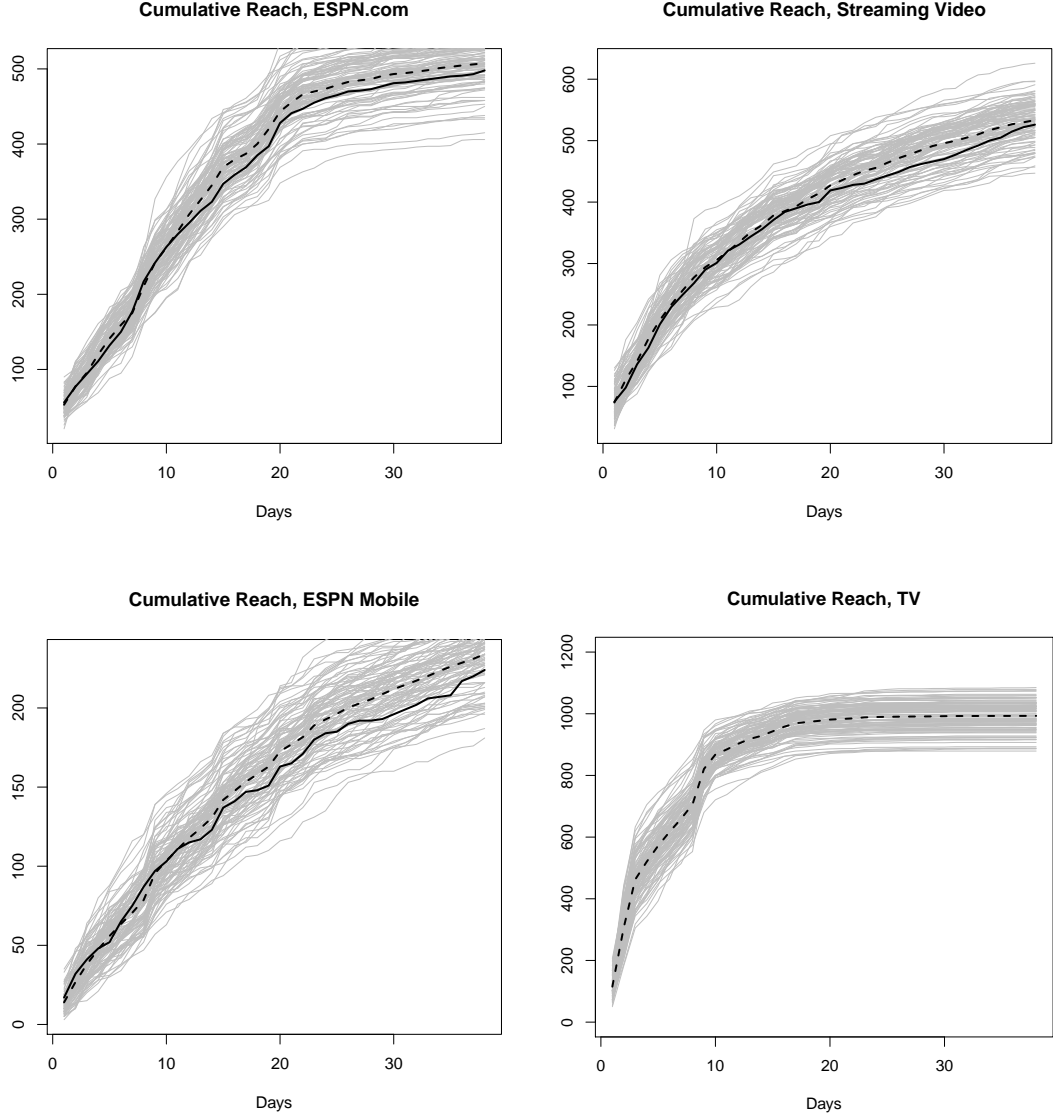 Cumulative Reach, ESPN.com
100 200 300 400 500
0 10 20 30
Days
Cumulative Reach, Streaming Video
100 200 300 400 500 600
0 10 20 30
Days
Cumulative Reach, ESPN Mobile
0 50 100 150 200
0 10 20 30
Days
Cumulative Reach, TV
0 200 400 600 800 1000 1200
0 10 20 30
Days